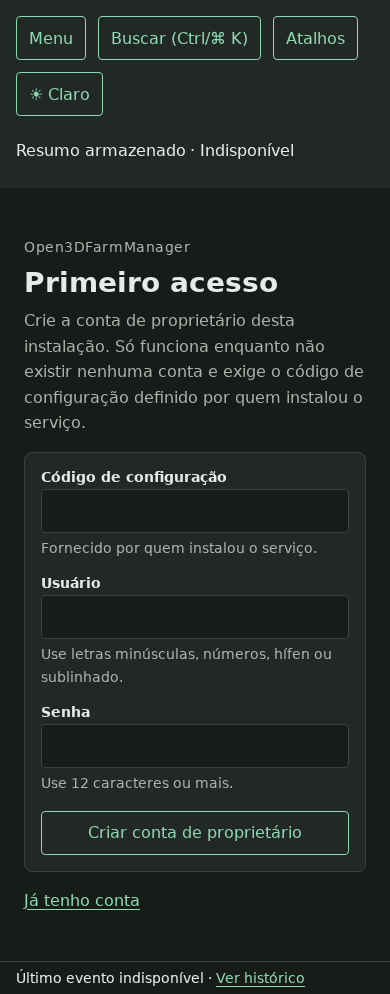 Menu
Buscar (Ctrl/⌘ K)
Atalhos
☀ Claro
Resumo armazenado · Indisponível
Open3DFarmManager
Primeiro acesso
Crie a conta de proprietário desta
instalação. Só funciona enquanto não
existir nenhuma conta e exige o código de
configuração definido por quem instalou o
serviço.
Código de configuração
Fornecido por quem instalou o serviço.
Usuário
Use letras minúsculas, números, hífen ou
sublinhado.
Senha
Use 12 caracteres ou mais.
Criar conta de proprietário
Já tenho conta
Último evento indisponível · Ver histórico